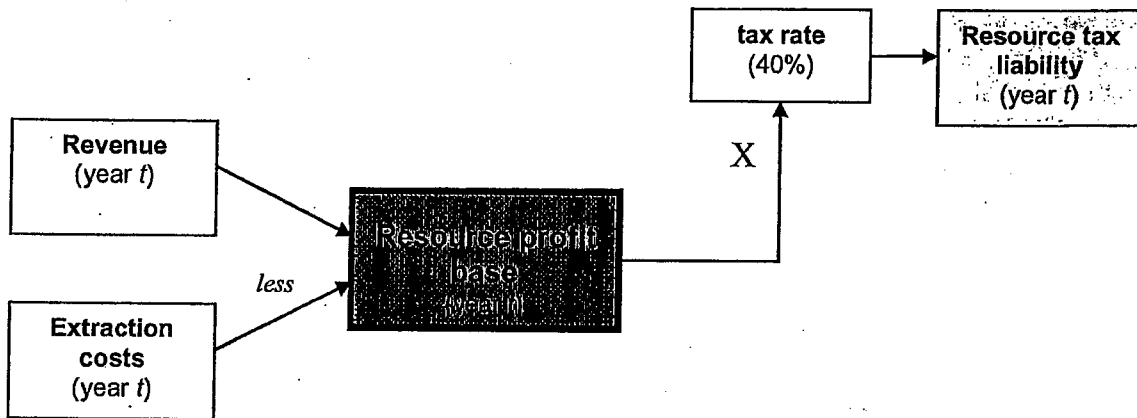 tax rate
(40%)
Resource tax
liability
(year t)
Revenue
(year t)
X
Resource profit
base
(year t)
less
Extraction
costs
(year t)